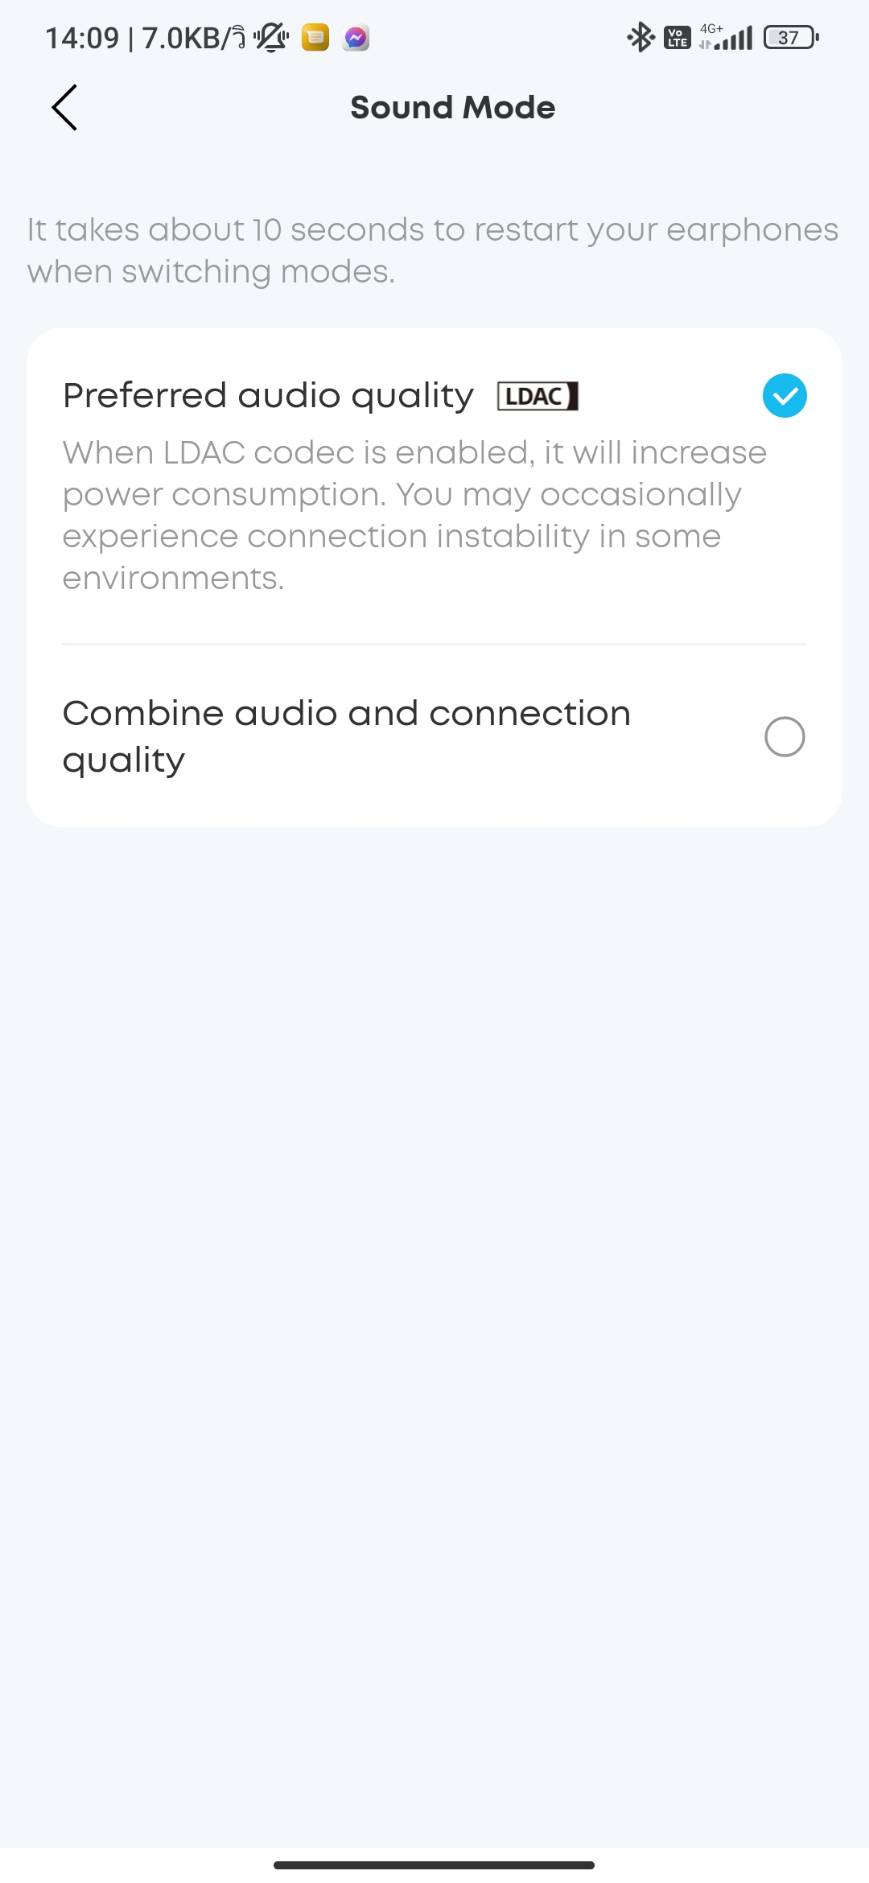 14:09 | 7.0KB/วิ
Vo LTE 4G+ 37
Sound Mode
It takes about 10 seconds to restart your earphones
when switching modes.
Preferred audio quality LDAC
When LDAC codec is enabled, it will increase
power consumption. You may occasionally
experience connection instability in some
environments.
Combine audio and connection
quality